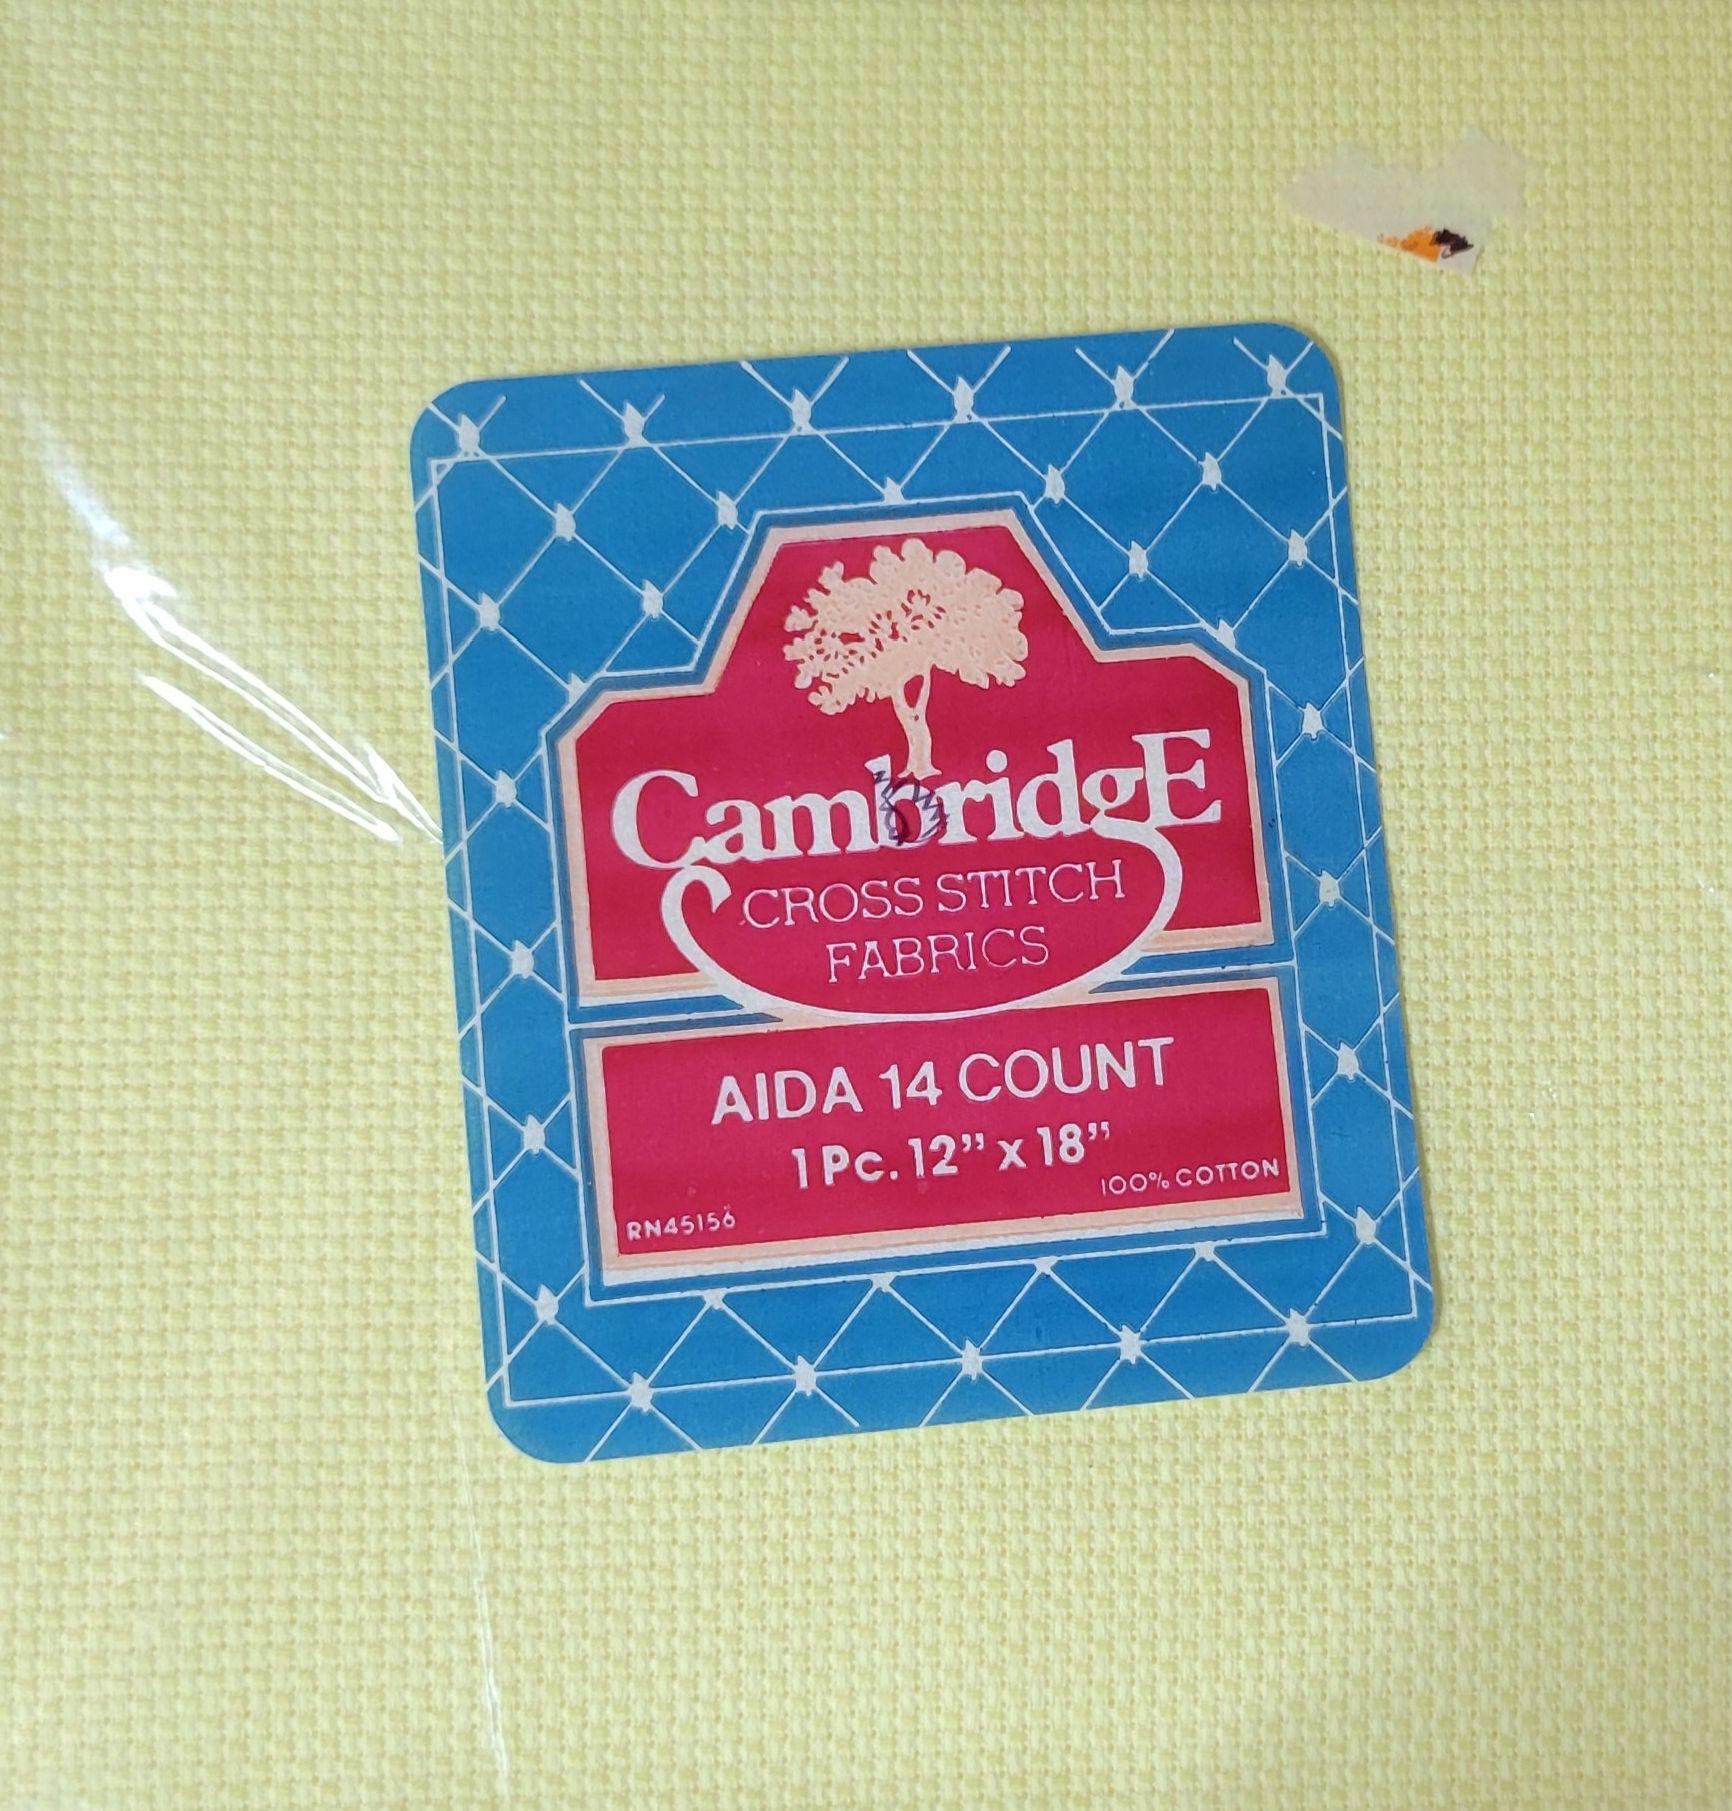 CambridgE
CROSS STITCH
FABRICS
AIDA 14 COUNT
1 Pc. 12” x 18”
100% COTTON
RN45156